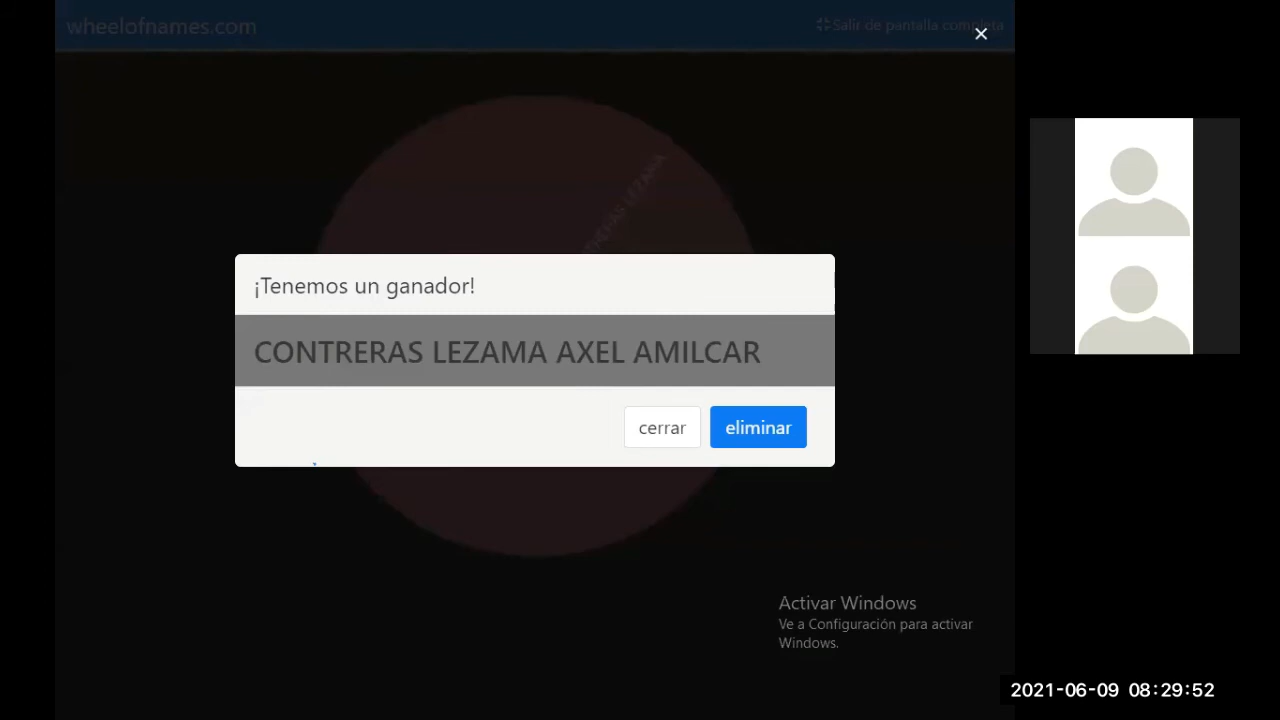 wheelofnames.com
Salir de pantalla completa
¡Tenemos un ganador!
CONTRERAS LEZAMA AXEL AMILCAR
cerrar
eliminar
Activar Windows
Ve a Configuración para activar
Windows.
2021-06-09 08:29:52